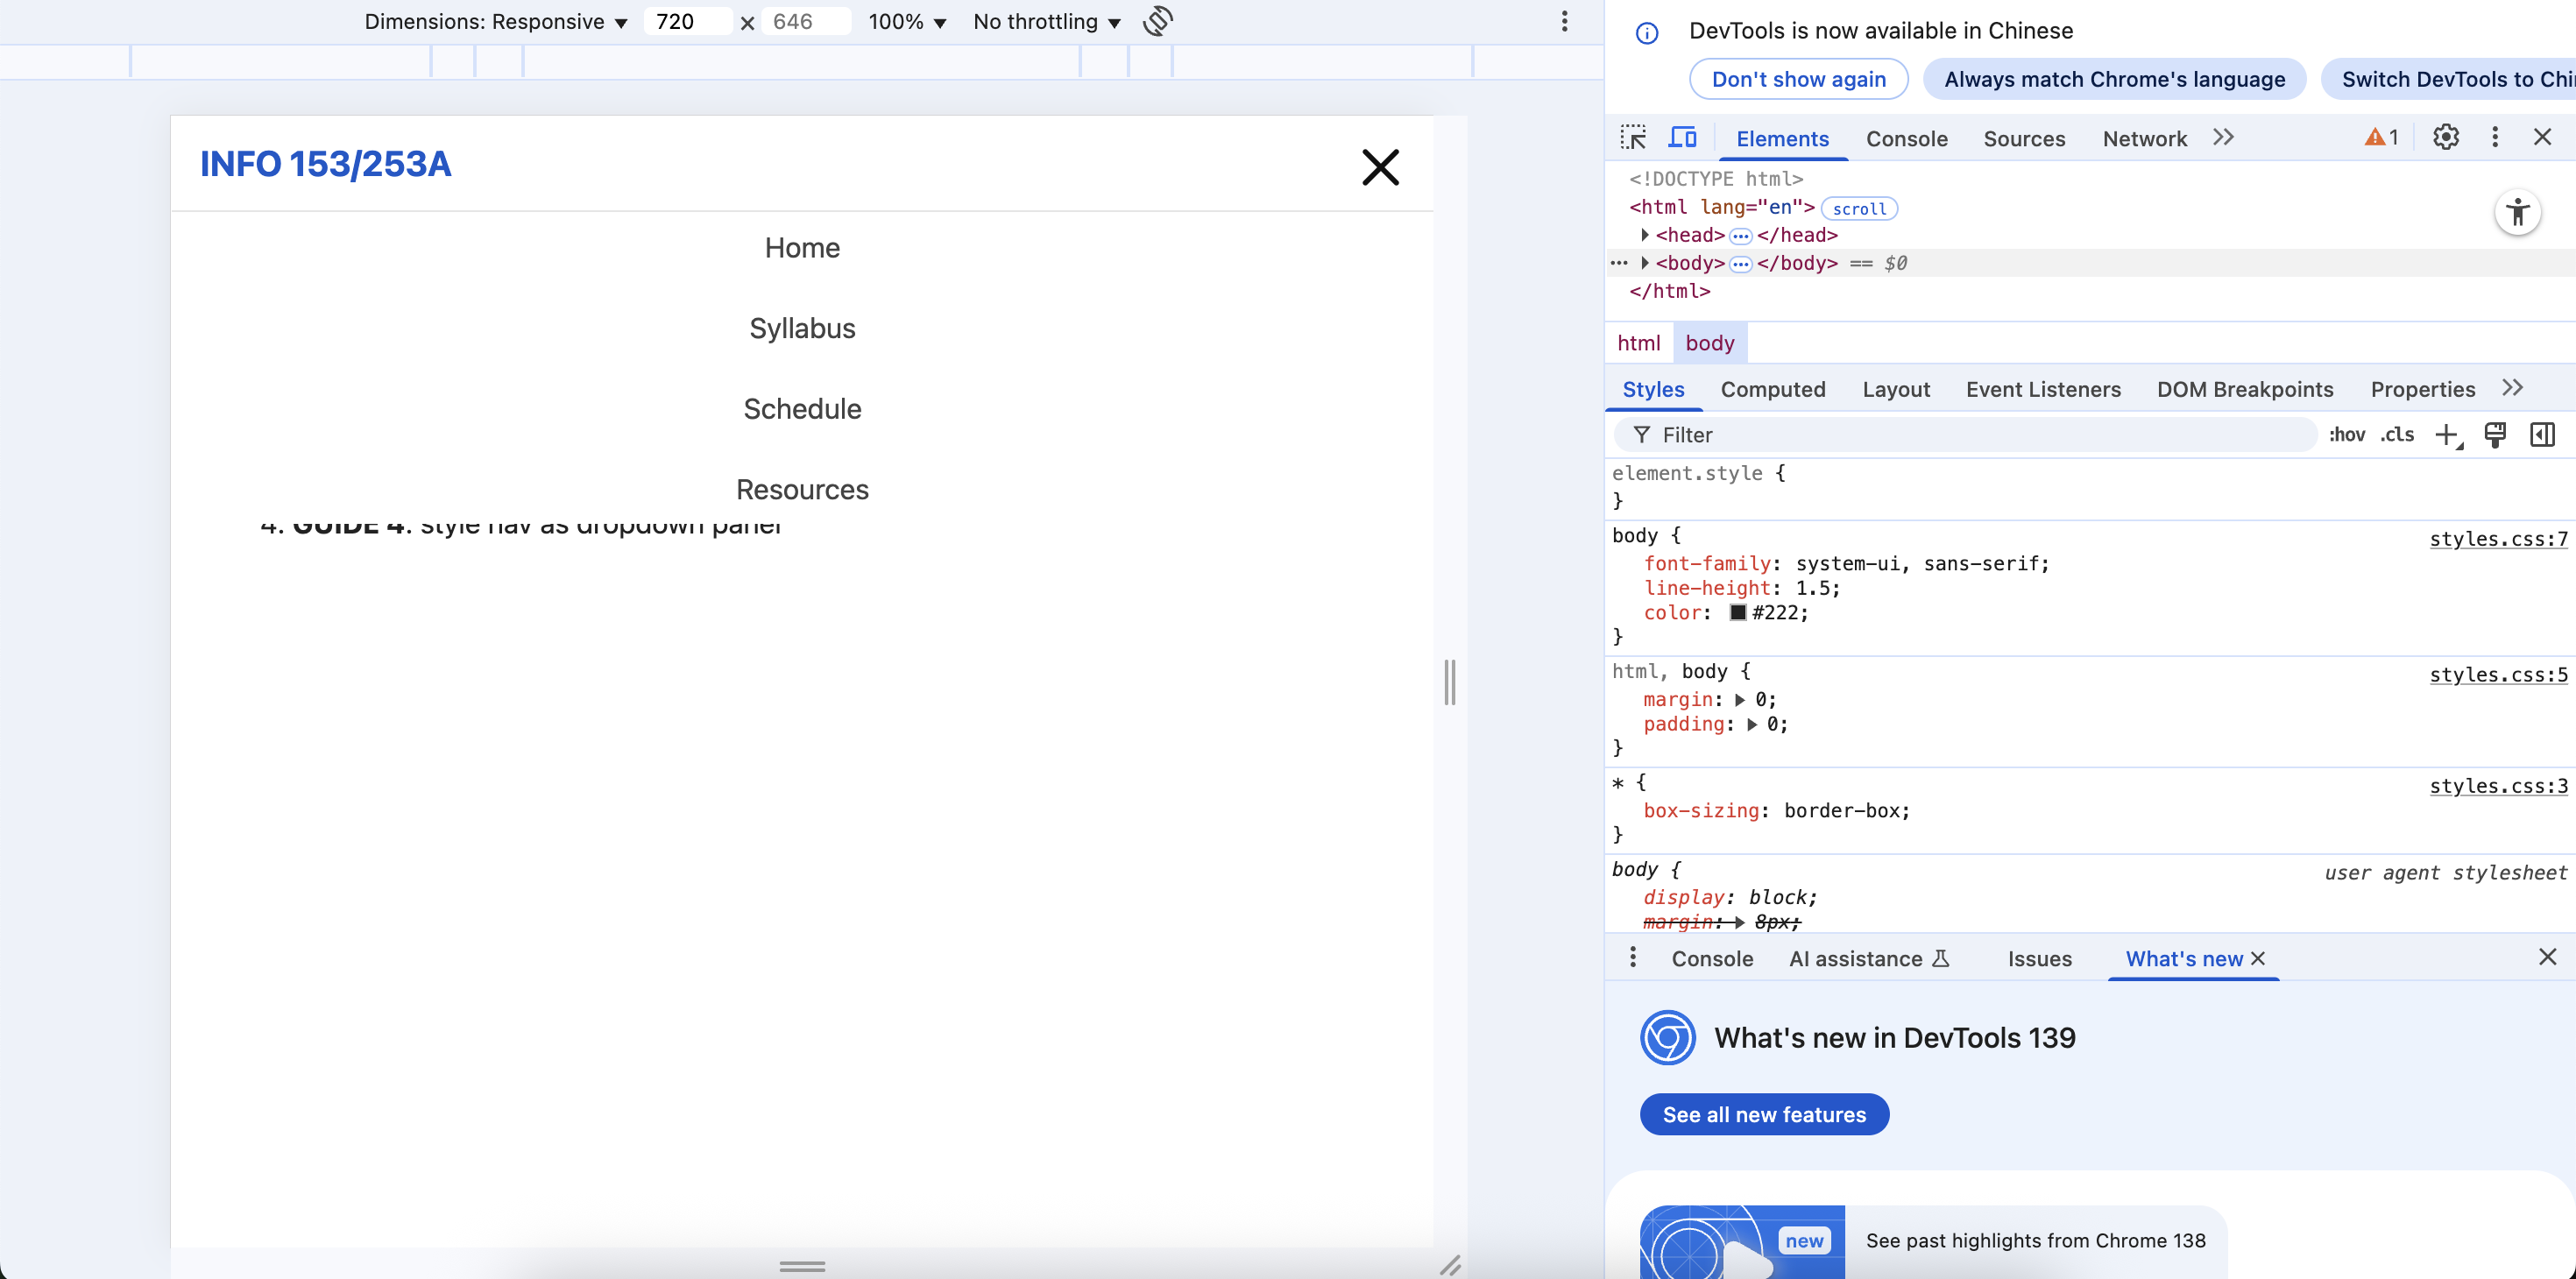 Dimensions: Responsive ▼ 720 × 646 100% ▼ No throttling ▼
INFO 153/253A
Home
Syllabus
Schedule
Resources
4. GUIDE 4: style nav as dropdown panel
DevTools is now available in Chinese
Don't show again Always match Chrome's language Switch DevTools to Chi
Elements Console Sources Network 1
<!DOCTYPE html>
<html lang="en"> scroll
<head> ... </head>
... <body> ... </body> == $0
</html>
html body
Styles Computed Layout Event Listeners DOM Breakpoints Properties
Filter :hov .cls
element.style {
}
body { styles.css:7
font-family: system-ui, sans-serif;
line-height: 1.5;
color: #222;
}
html, body { styles.css:5
margin: 0;
padding: 0;
}
* { styles.css:3
box-sizing: border-box;
}
body { user agent stylesheet
display: block;
margin: 8px;
Console AI assistance Issues What's new
What's new in DevTools 139
See all new features
new See past highlights from Chrome 138